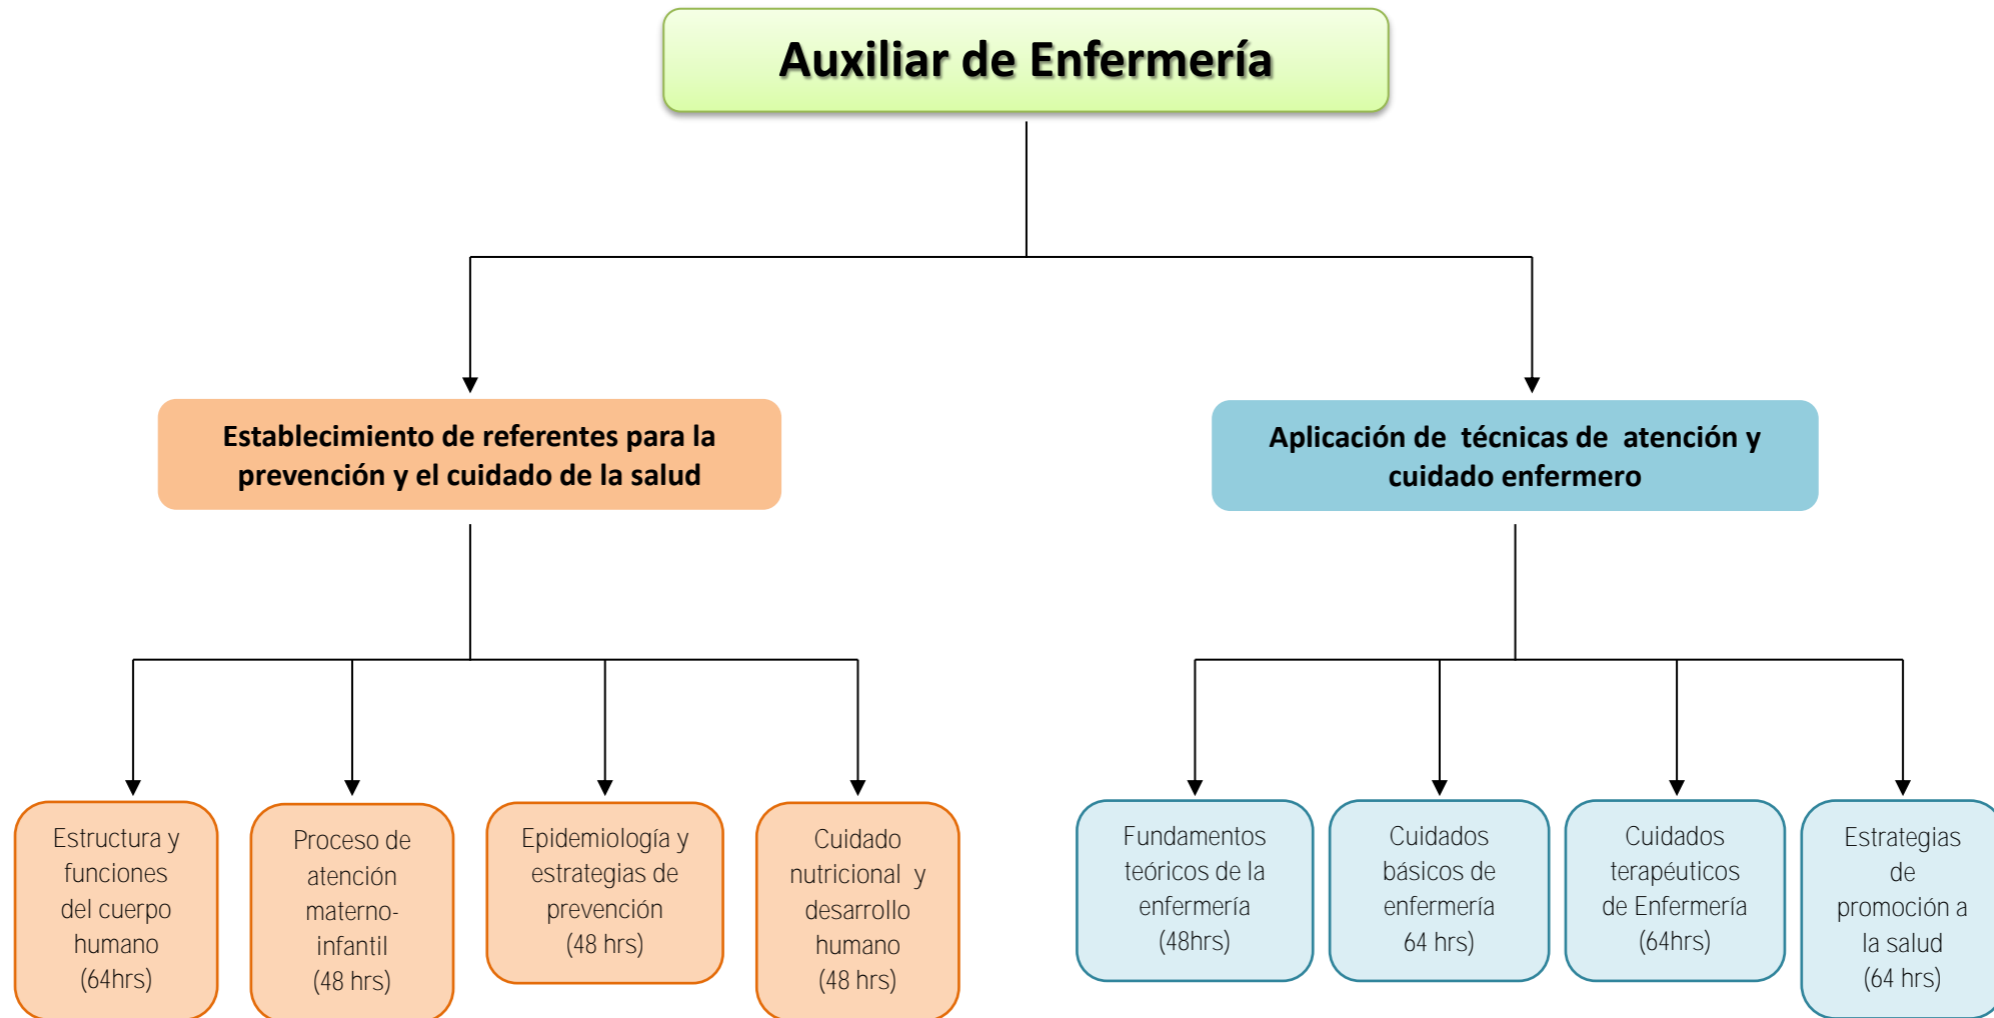 Auxiliar de Enfermería
Establecimiento de referentes para la
prevención y el cuidado de la salud
Aplicación de técnicas de atención y
cuidado enfermero
Estructura y
funciones
del cuerpo
humano
(64hrs)
Proceso de
atención
materno-
infantil
(48 hrs)
Epidemiología y
estrategias de
prevención
(48 hrs)
Cuidado
nutricional y
desarrollo
humano
(48 hrs)
Fundamentos
teóricos de la
enfermería
(48hrs)
Cuidados
básicos de
enfermería
64 hrs)
Cuidados
terapéuticos
de Enfermería
(64hrs)
Estrategias
de
promoción a
la salud
(64 hrs)